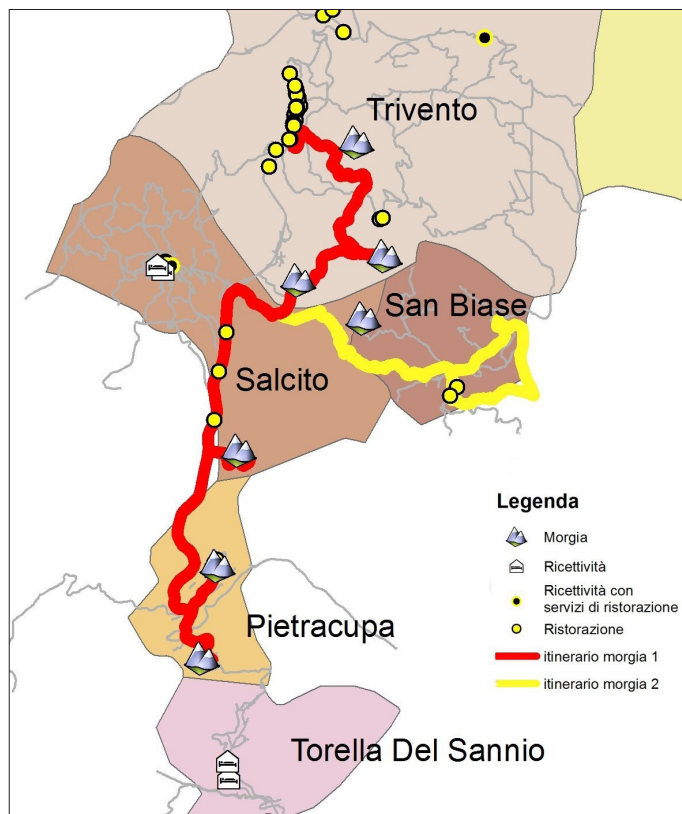 Trivento
San Biase
Salcito
Legenda
Morgia
Ricettività
Ricettività con
servizi di ristorazione
Ristorazione
itinerario morgia 1
itinerario morgia 2
Pietracupa
Torella Del Sannio